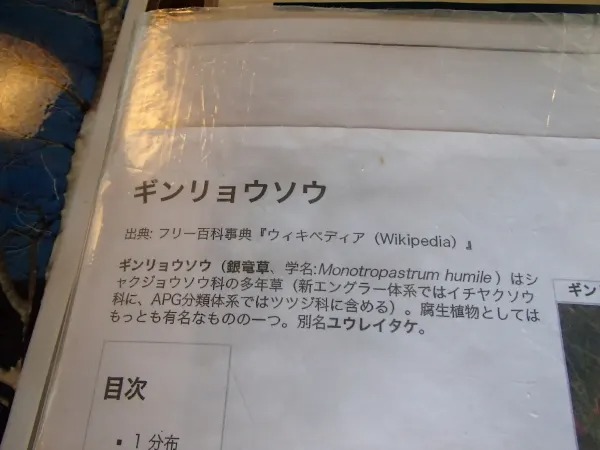 ギンリョウソウ
出典: フリー百科事典『ウィキペディア（Wikipedia）』
ギンリョウソウ（銀竜草、学名:Monotropastrum humile）はシ
ャクジョウソウ科の多年草（新エングラー体系ではイチヤクソウ
科に、APG分類体系ではツツジ科に含める）。腐生植物としては
もっとも有名なものの一つ。別名ユウレイタケ。
ギン
目次
▪ 1 分布